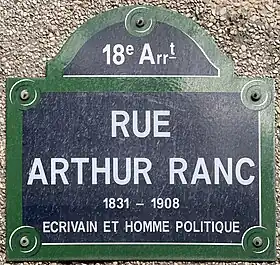 18e Arrt
RUE
ARTHUR RANC
1831 - 1908
ECRIVAIN ET HOMME POLITIQUE